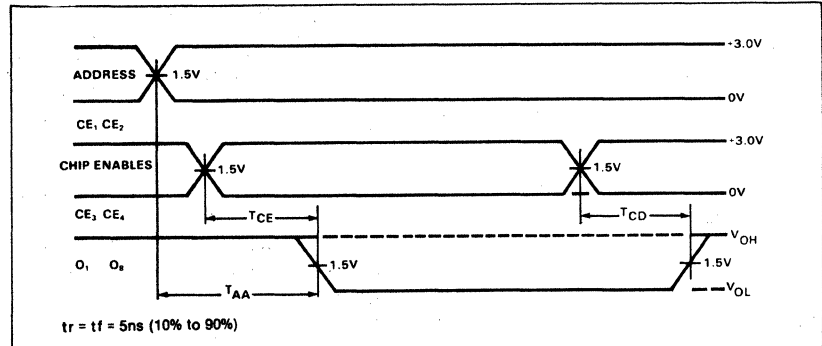 +3.0V
ADDRESS
1.5V
0V
CE₁ CE₂
+3.0V
CHIP ENABLES
1.5V
1.5V
0V
CE₃ CE₄
TCE
TCD
VOH
O₁ O₈
1.5V
1.5V
TAA
VOL
tr = tf = 5ns (10% to 90%)